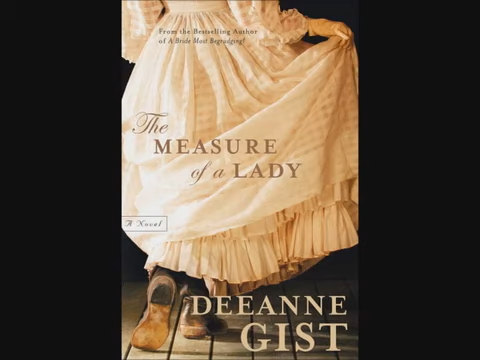 From the Bestselling Author
of A Bride Most Begrudging!
The
MEASURE
of a LADY
A Novel
DEEANNE
GIST